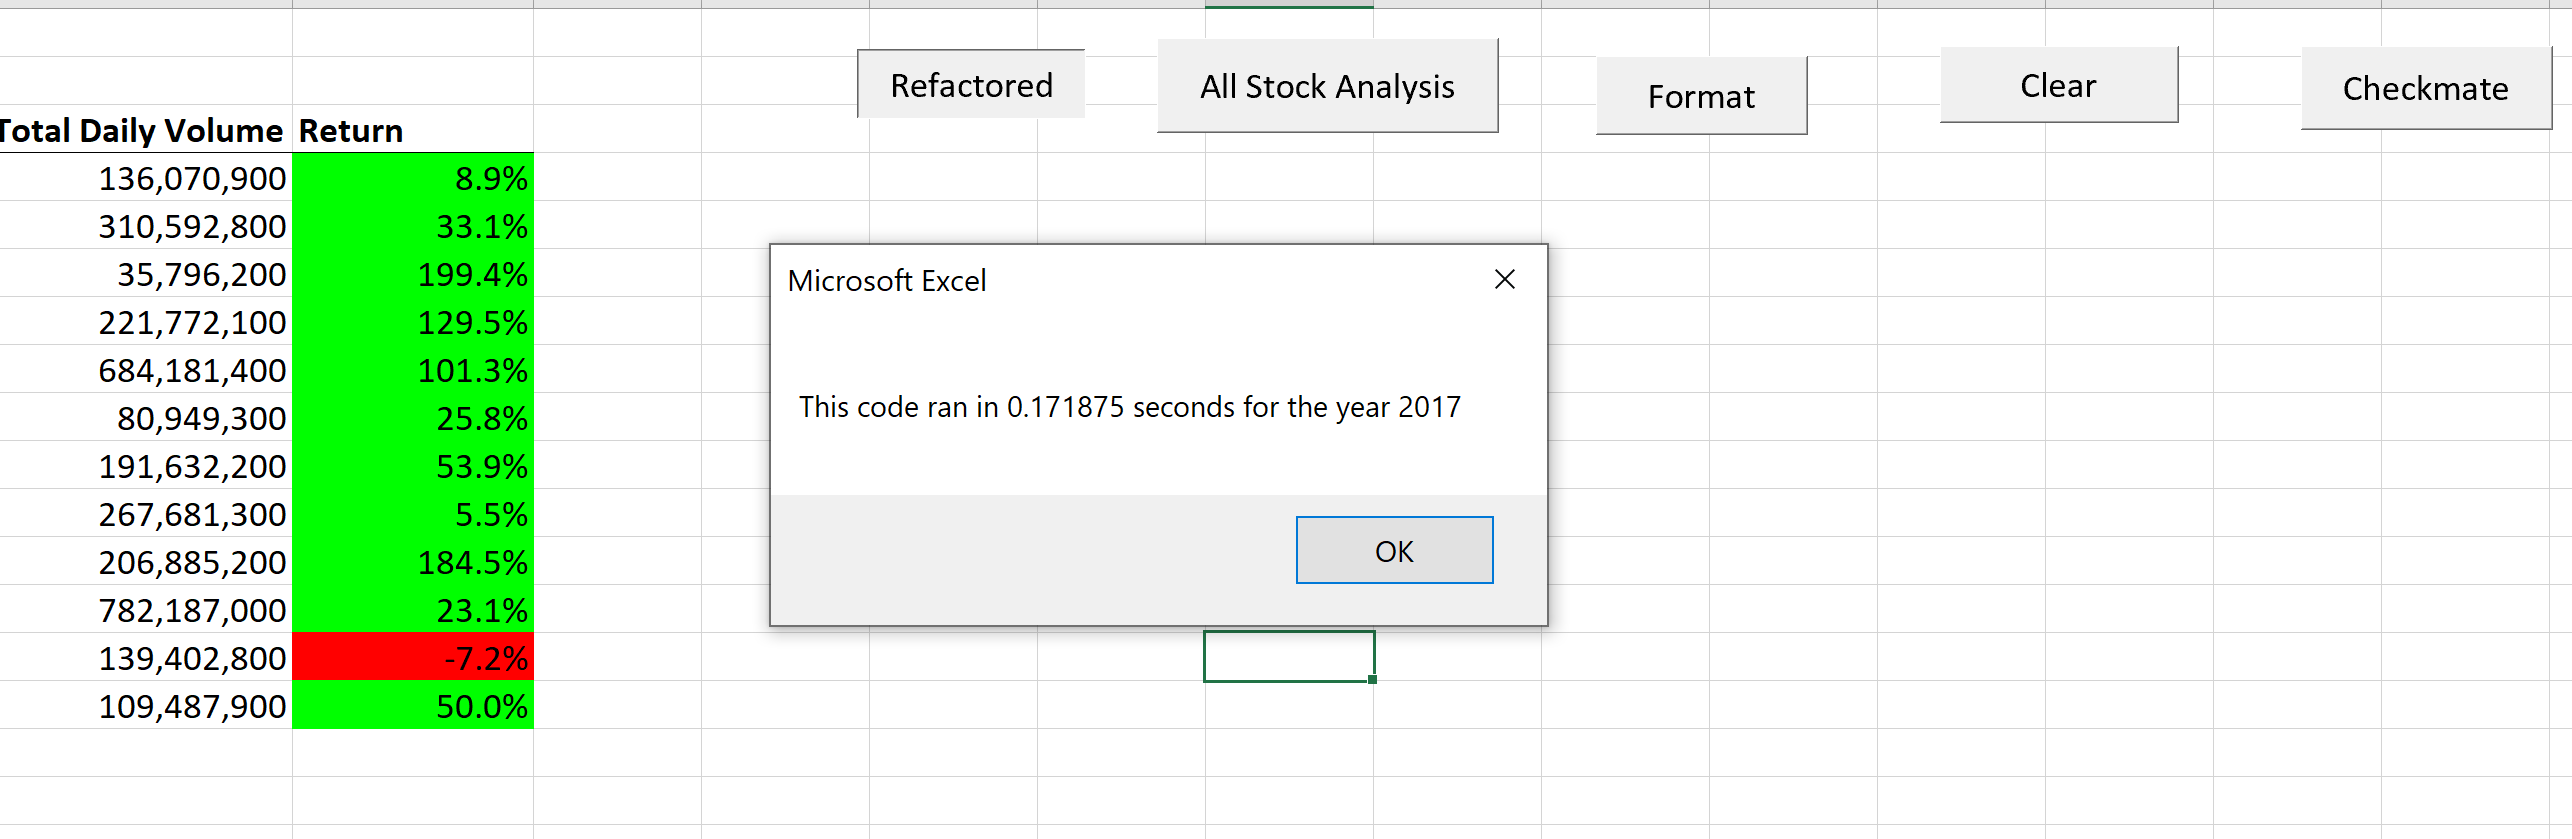 Refactored
All Stock Analysis
Format
Clear
Checkmate
Total Daily Volume Return
136,070,900 8.9%
310,592,800 33.1%
35,796,200 199.4%
221,772,100 129.5%
684,181,400 101.3%
80,949,300 25.8%
191,632,200 53.9%
267,681,300 5.5%
206,885,200 184.5%
782,187,000 23.1%
139,402,800 -7.2%
109,487,900 50.0%
Microsoft Excel
This code ran in 0.171875 seconds for the year 2017
OK